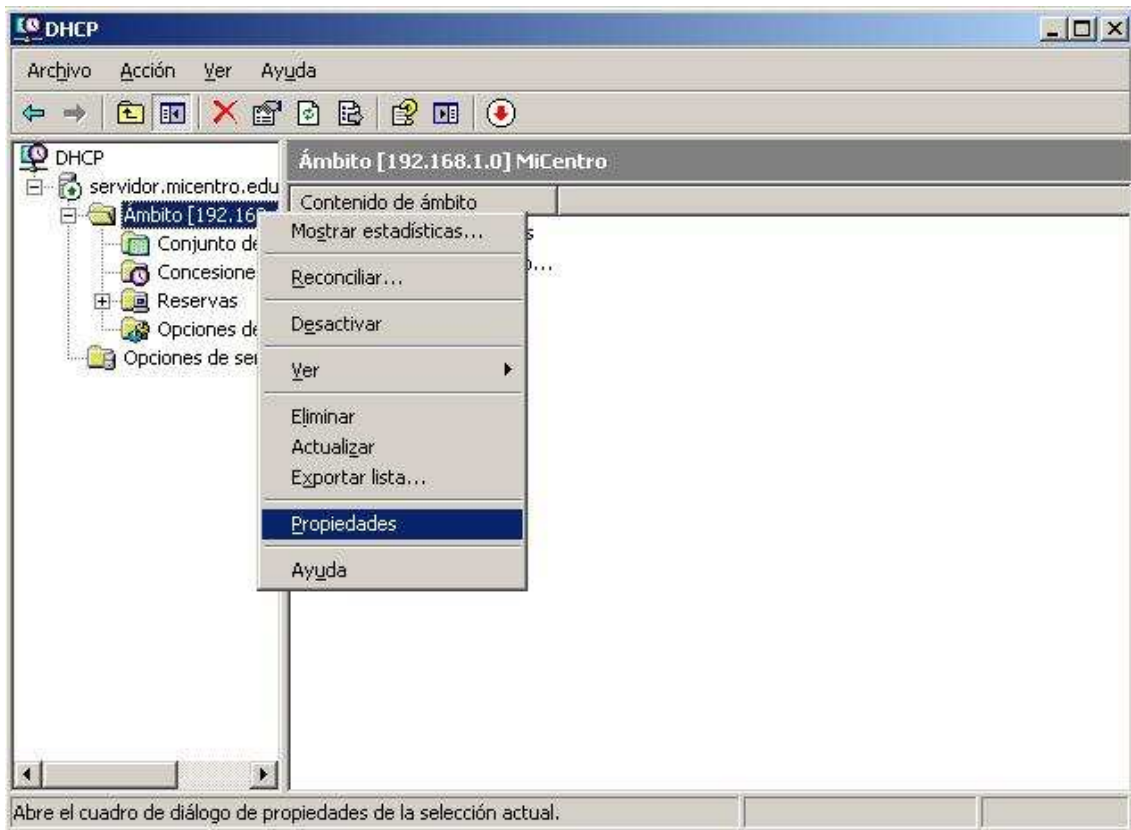 DHCP
Archivo Acción Ver Ayuda
DHCP
servidor.micentro.edu
Ámbito [192.168
Conjunto de
Concesione
Reservas
Opciones de
Opciones de ser
Ámbito [192.168.1.0] MiCentro
Contenido de ámbito
s
o...
Mostrar estadísticas...
Reconciliar...
Desactivar
Ver
Eliminar
Actualizar
Exportar lista...
Propiedades
Ayuda
Abre el cuadro de diálogo de propiedades de la selección actual.